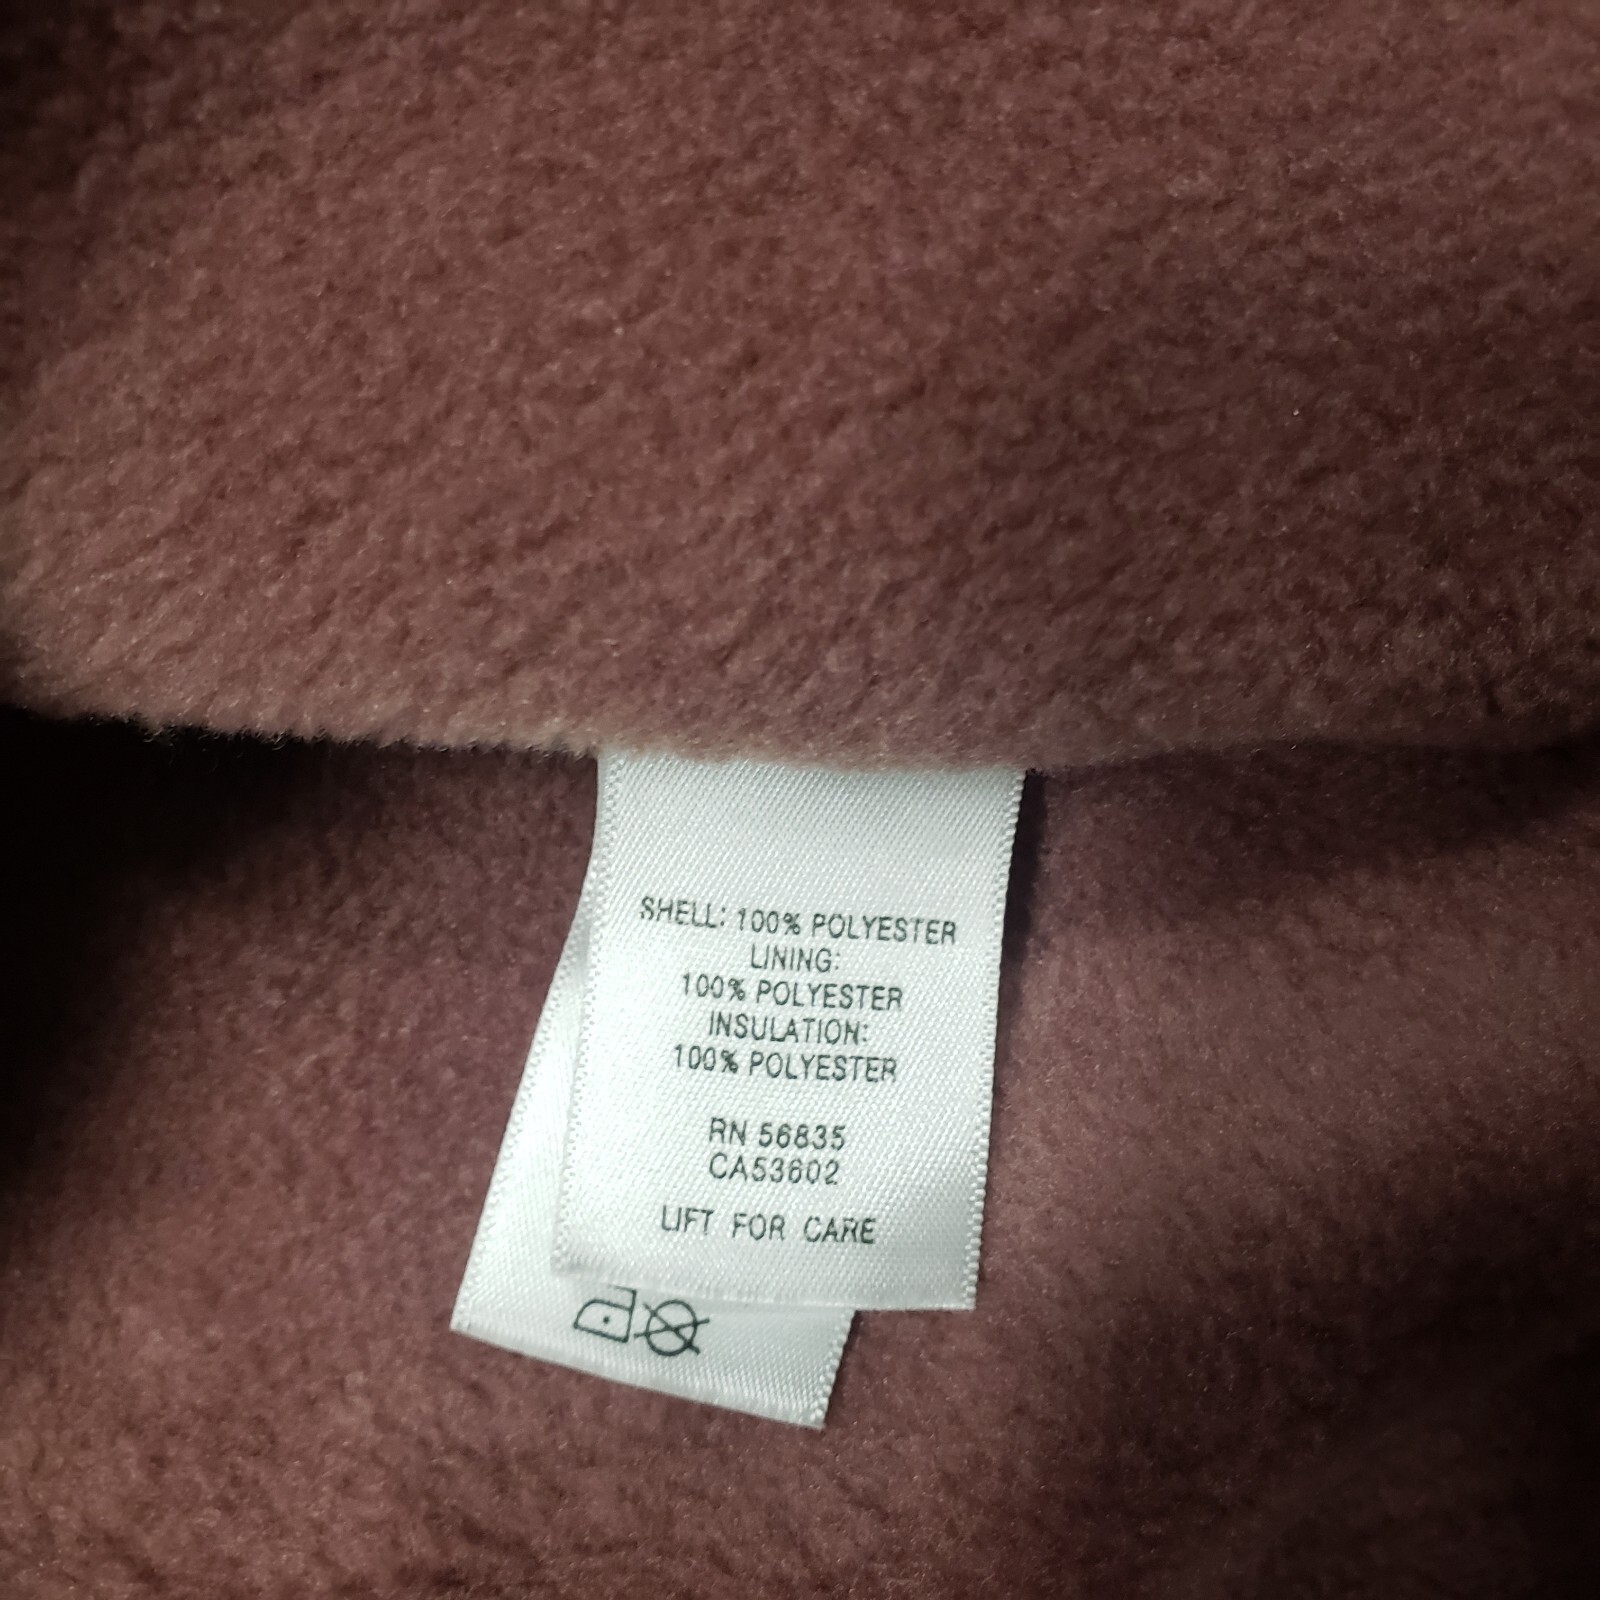 SHELL: 100% POLYESTER
LINING:
100% POLYESTER
INSULATION:
100% POLYESTER
RN 56835
CA53602
LIFT FOR CARE